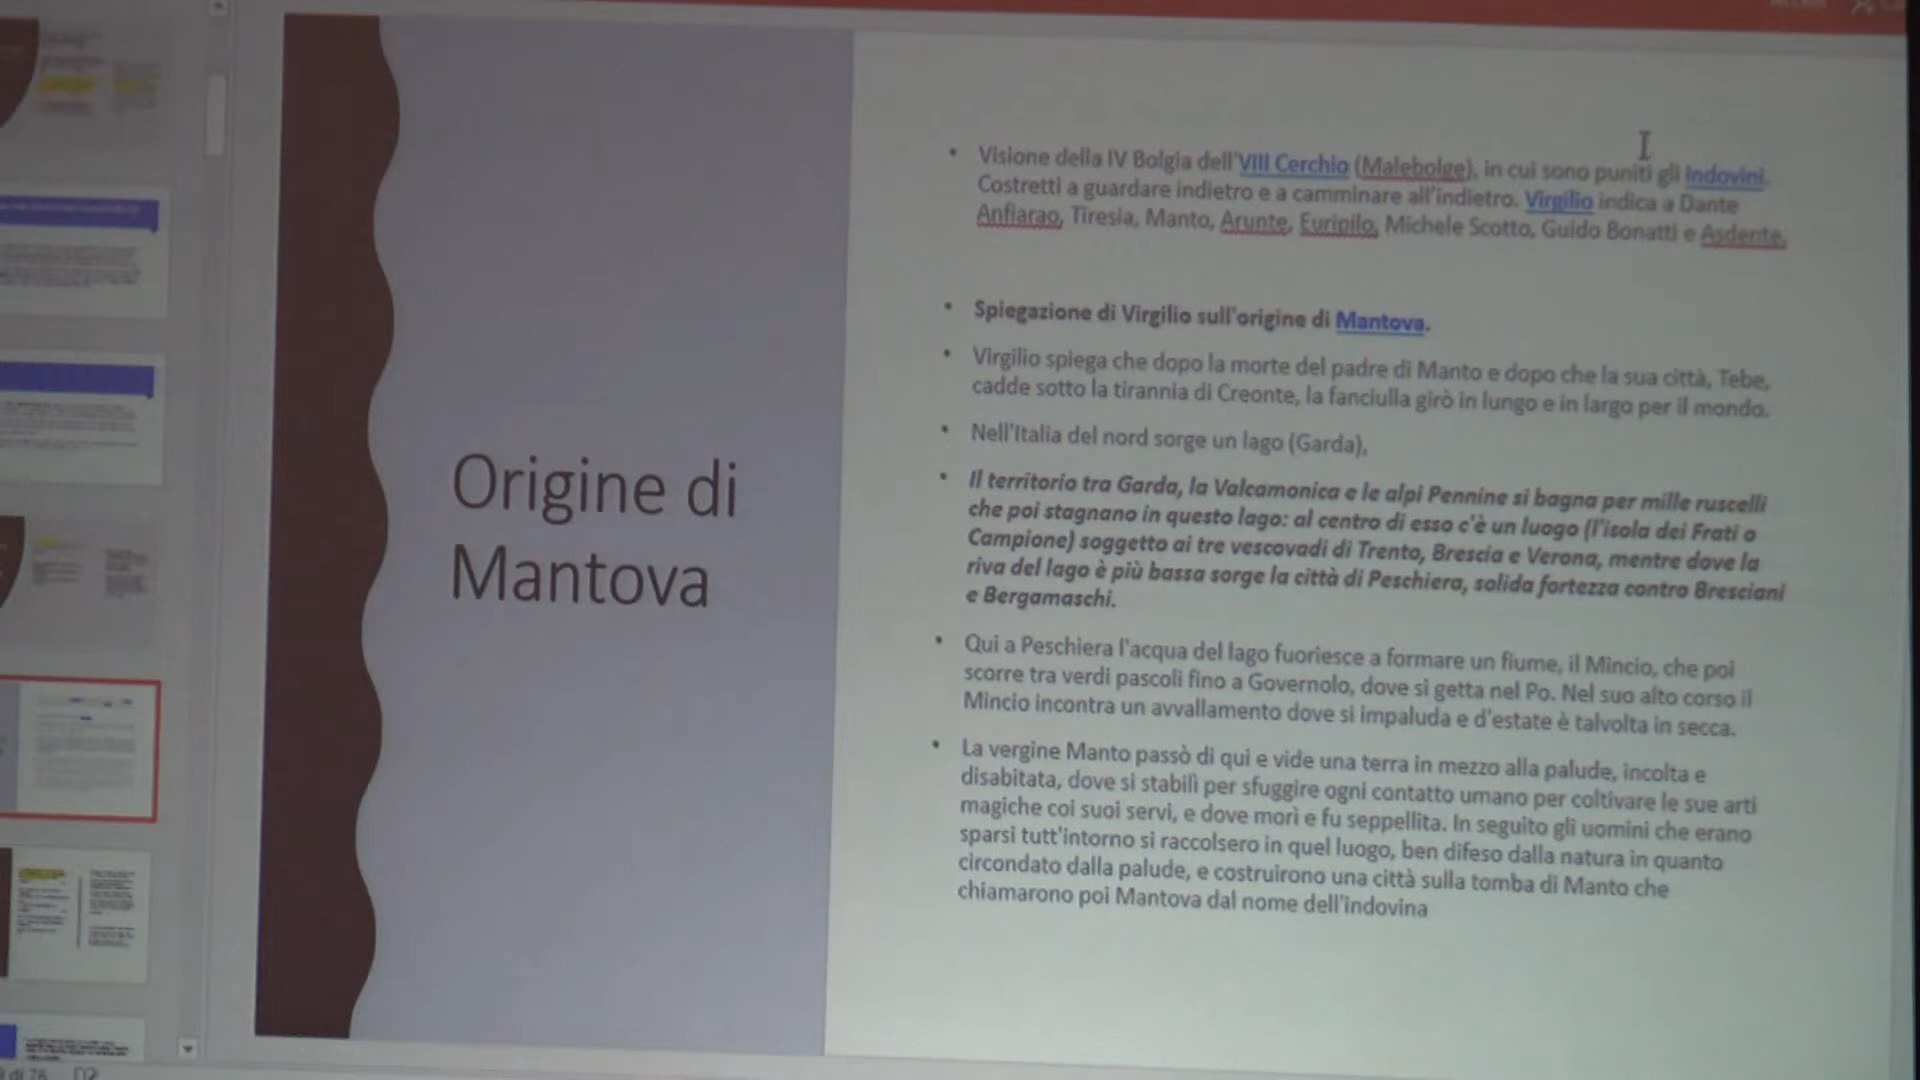 Origine di
Mantova
Visione della IV Bolgia dell'VIII Cerchio (Malebolge), in cui sono puniti gli Indovini.
Costretti a guardare indietro e a camminare all'indietro. Virgilio indica a Dante
Anfiarao, Tiresia, Manto, Arunte, Euripilo, Michele Scotto, Guido Bonatti e Asdente.
Spiegazione di Virgilio sull'origine di Mantova.
Virgilio spiega che dopo la morte del padre di Manto e dopo che la sua città, Tebe,
cadde sotto la tirannia di Creonte, la fanciulla girò in lungo e in largo per il mondo.
Nell'Italia del nord sorge un lago (Garda),
Il territorio tra Garda, la Valcamonica e le alpi Pennine si bagna per mille ruscelli
che poi stagnano in questo lago: al centro di esso c'è un luogo (l'isola dei Frati o
Campione) soggetto ai tre vescovadi di Trento, Brescia e Verona, mentre dove la
riva del lago è più bassa sorge la città di Peschiera, solida fortezza contro Bresciani
e Bergamaschi.
Qui a Peschiera l'acqua del lago fuoriesce a formare un fiume, il Mincio, che poi
scorre tra verdi pascoli fino a Governolo, dove si getta nel Po. Nel suo alto corso il
Mincio incontra un avvallamento dove si impaluda e d'estate è talvolta in secca.
La vergine Manto passò di qui e vide una terra in mezzo alla palude, incolta e
disabitata, dove si stabilì per sfuggire ogni contatto umano per coltivare le sue arti
magiche coi suoi servi, e dove morì e fu seppellita. In seguito gli uomini che erano
sparsi tutt'intorno si raccolsero in quel luogo, ben difeso dalla natura in quanto
circondato dalla palude, e costruirono una città sulla tomba di Manto che
chiamarono poi Mantova dal nome dell'indovina
di 76